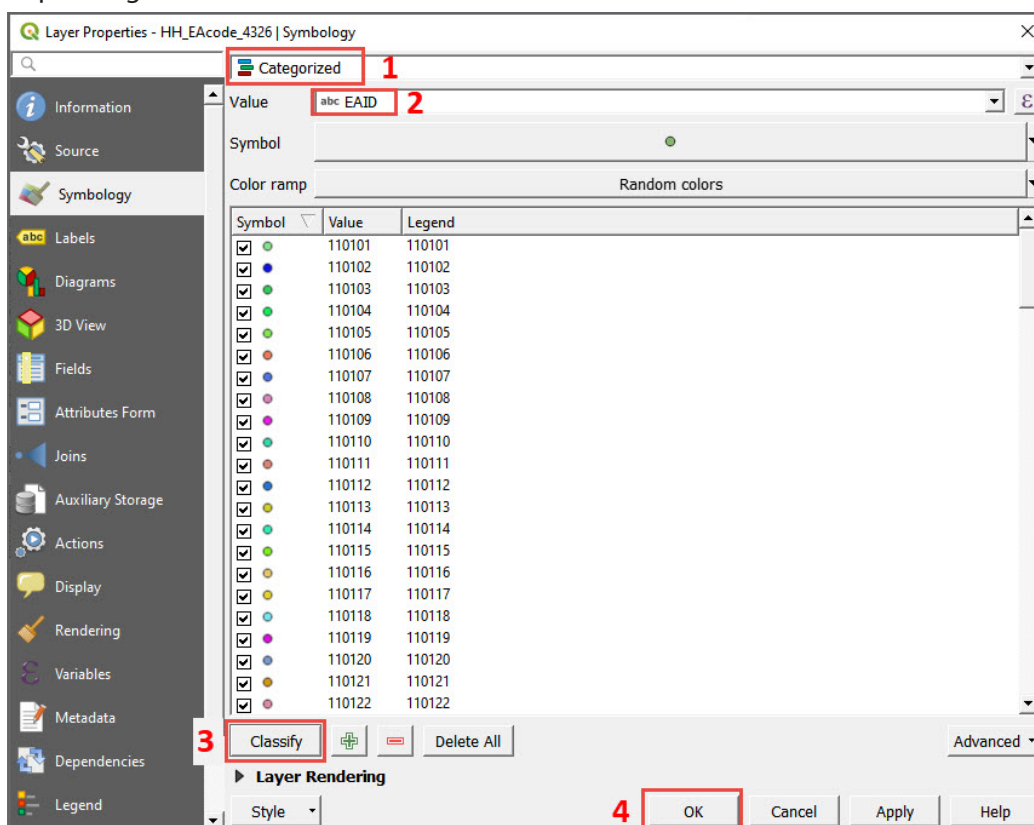 Layer Properties - HH_EAcode_4326 | Symbology
Categorized 1
Value abc EAID 2 ε
Symbol
Color ramp Random colors
Information
Source
Symbology
abc Labels
Diagrams
3D View
Fields
Attributes Form
Joins
Auxiliary Storage
Actions
Display
Rendering
Variables
Metadata
Dependencies
Legend
Symbol Value Legend
110101 110101
110102 110102
110103 110103
110104 110104
110105 110105
110106 110106
110107 110107
110108 110108
110109 110109
110110 110110
110111 110111
110112 110112
110113 110113
110114 110114
110115 110115
110116 110116
110117 110117
110118 110118
110119 110119
110120 110120
110121 110121
110122 110122
3 Classify Delete All Advanced
Layer Rendering
Style 4 OK Cancel Apply Help